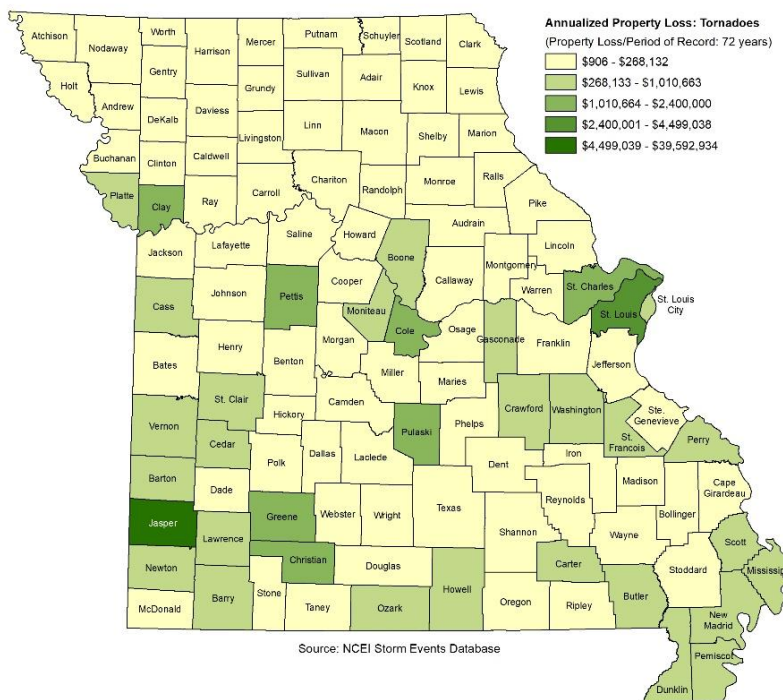 Annualized Property Loss: Tornadoes
(Property Loss/Period of Record: 72 years)
$906 - $268,132
$268,133 - $1,010,663
$1,010,664 - $2,400,000
$2,400,001 - $4,499,038
$4,499,039 - $39,592,934
Atchison
Nodaway
Worth
Harrison
Mercer
Putnam
Schuyler
Scotland
Clark
Holt
Gentry
Sullivan
Adair
Knox
Lewis
Andrew
DeKalb
Daviess
Grundy
Livingston
Linn
Macon
Shelby
Marion
Buchanan
Clinton
Caldwell
Platte
Clay
Ray
Carroll
Chariton
Randolph
Monroe
Ralls
Pike
Audrain
Jackson
Lafayette
Saline
Howard
Boone
Callaway
Montgomery
Lincoln
Warren
St. Charles
St. Louis
St. Louis
City
Cass
Johnson
Pettis
Cooper
Moniteau
Cole
Osage
Gasconade
Franklin
Jefferson
Bates
Henry
Benton
Morgan
Miller
Maries
St. Clair
Hickory
Camden
Pulaski
Phelps
Crawford
Washington
Ste.
Genevieve
St.
Francois
Perry
Vernon
Cedar
Polk
Dallas
Laclede
Dent
Iron
Madison
Cape
Girardeau
Bollinger
Barton
Dade
Greene
Webster
Wright
Texas
Reynolds
Shannon
Wayne
Jasper
Lawrence
Christian
Douglas
Carter
Stoddard
Scott
Mississippi
Newton
Barry
Stone
Taney
Ozark
Howell
Oregon
Ripley
Butler
McDonald
New
Madrid
Pemiscot
Dunklin
Source: NCEI Storm Events Database